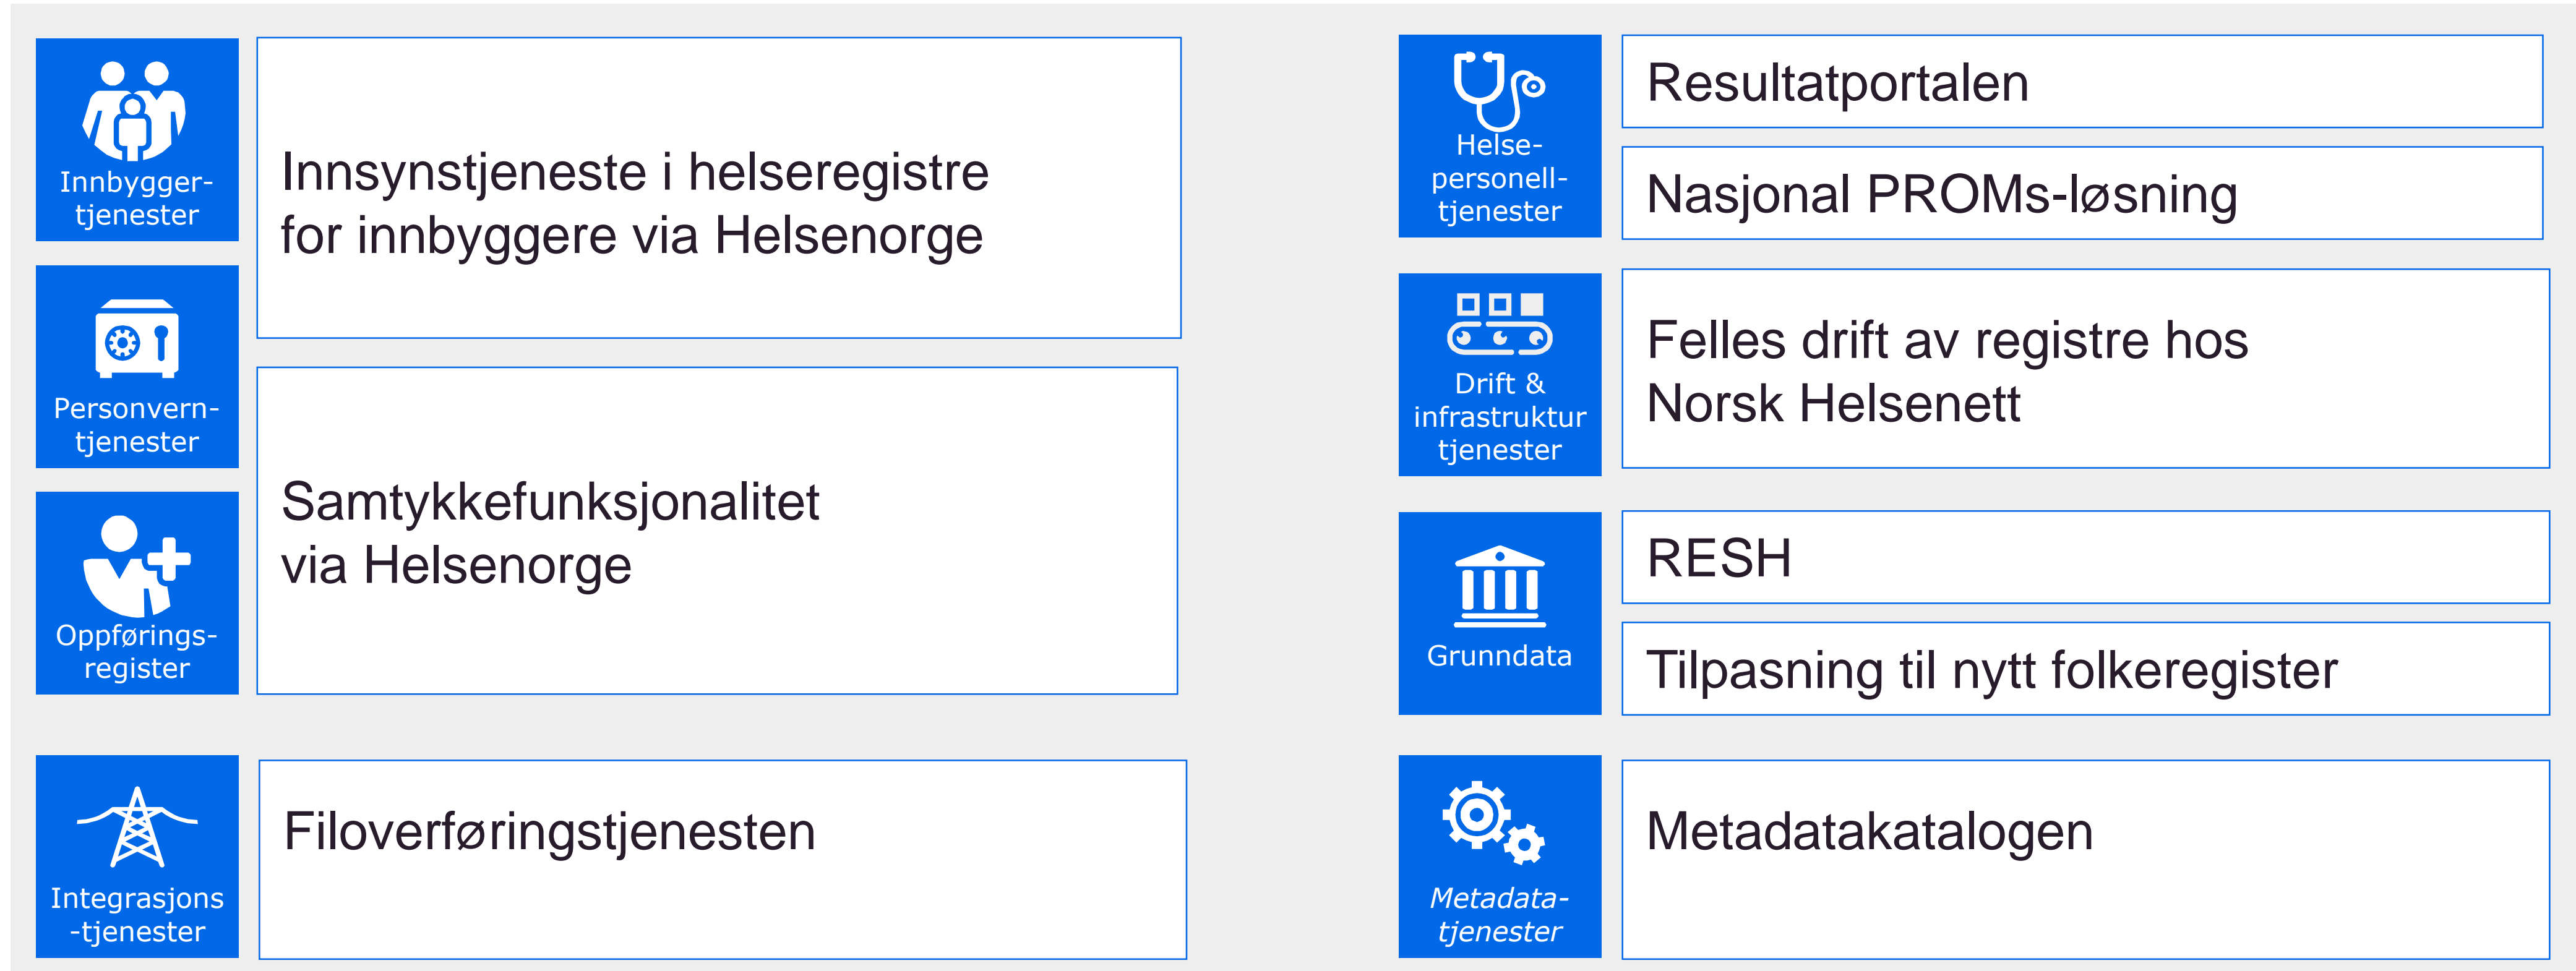 Innbygger-
tjenester
Innsynstjeneste i helseregistre
for innbyggere via Helsenorge
Personvern-
tjenester
Samtykkefunksjonalitet
via Helsenorge
Oppførings-
register
Integrasjons
-tjenester
Filoverføringstjenesten
Helse-
personell-
tjenester
Resultatportalen
Nasjonal PROMs-løsning
Drift &
infrastruktur
tjenester
Felles drift av registre hos
Norsk Helsenett
Grunndata
RESH
Tilpasning til nytt folkeregister
Metadata-
tjenester
Metadatakatalogen